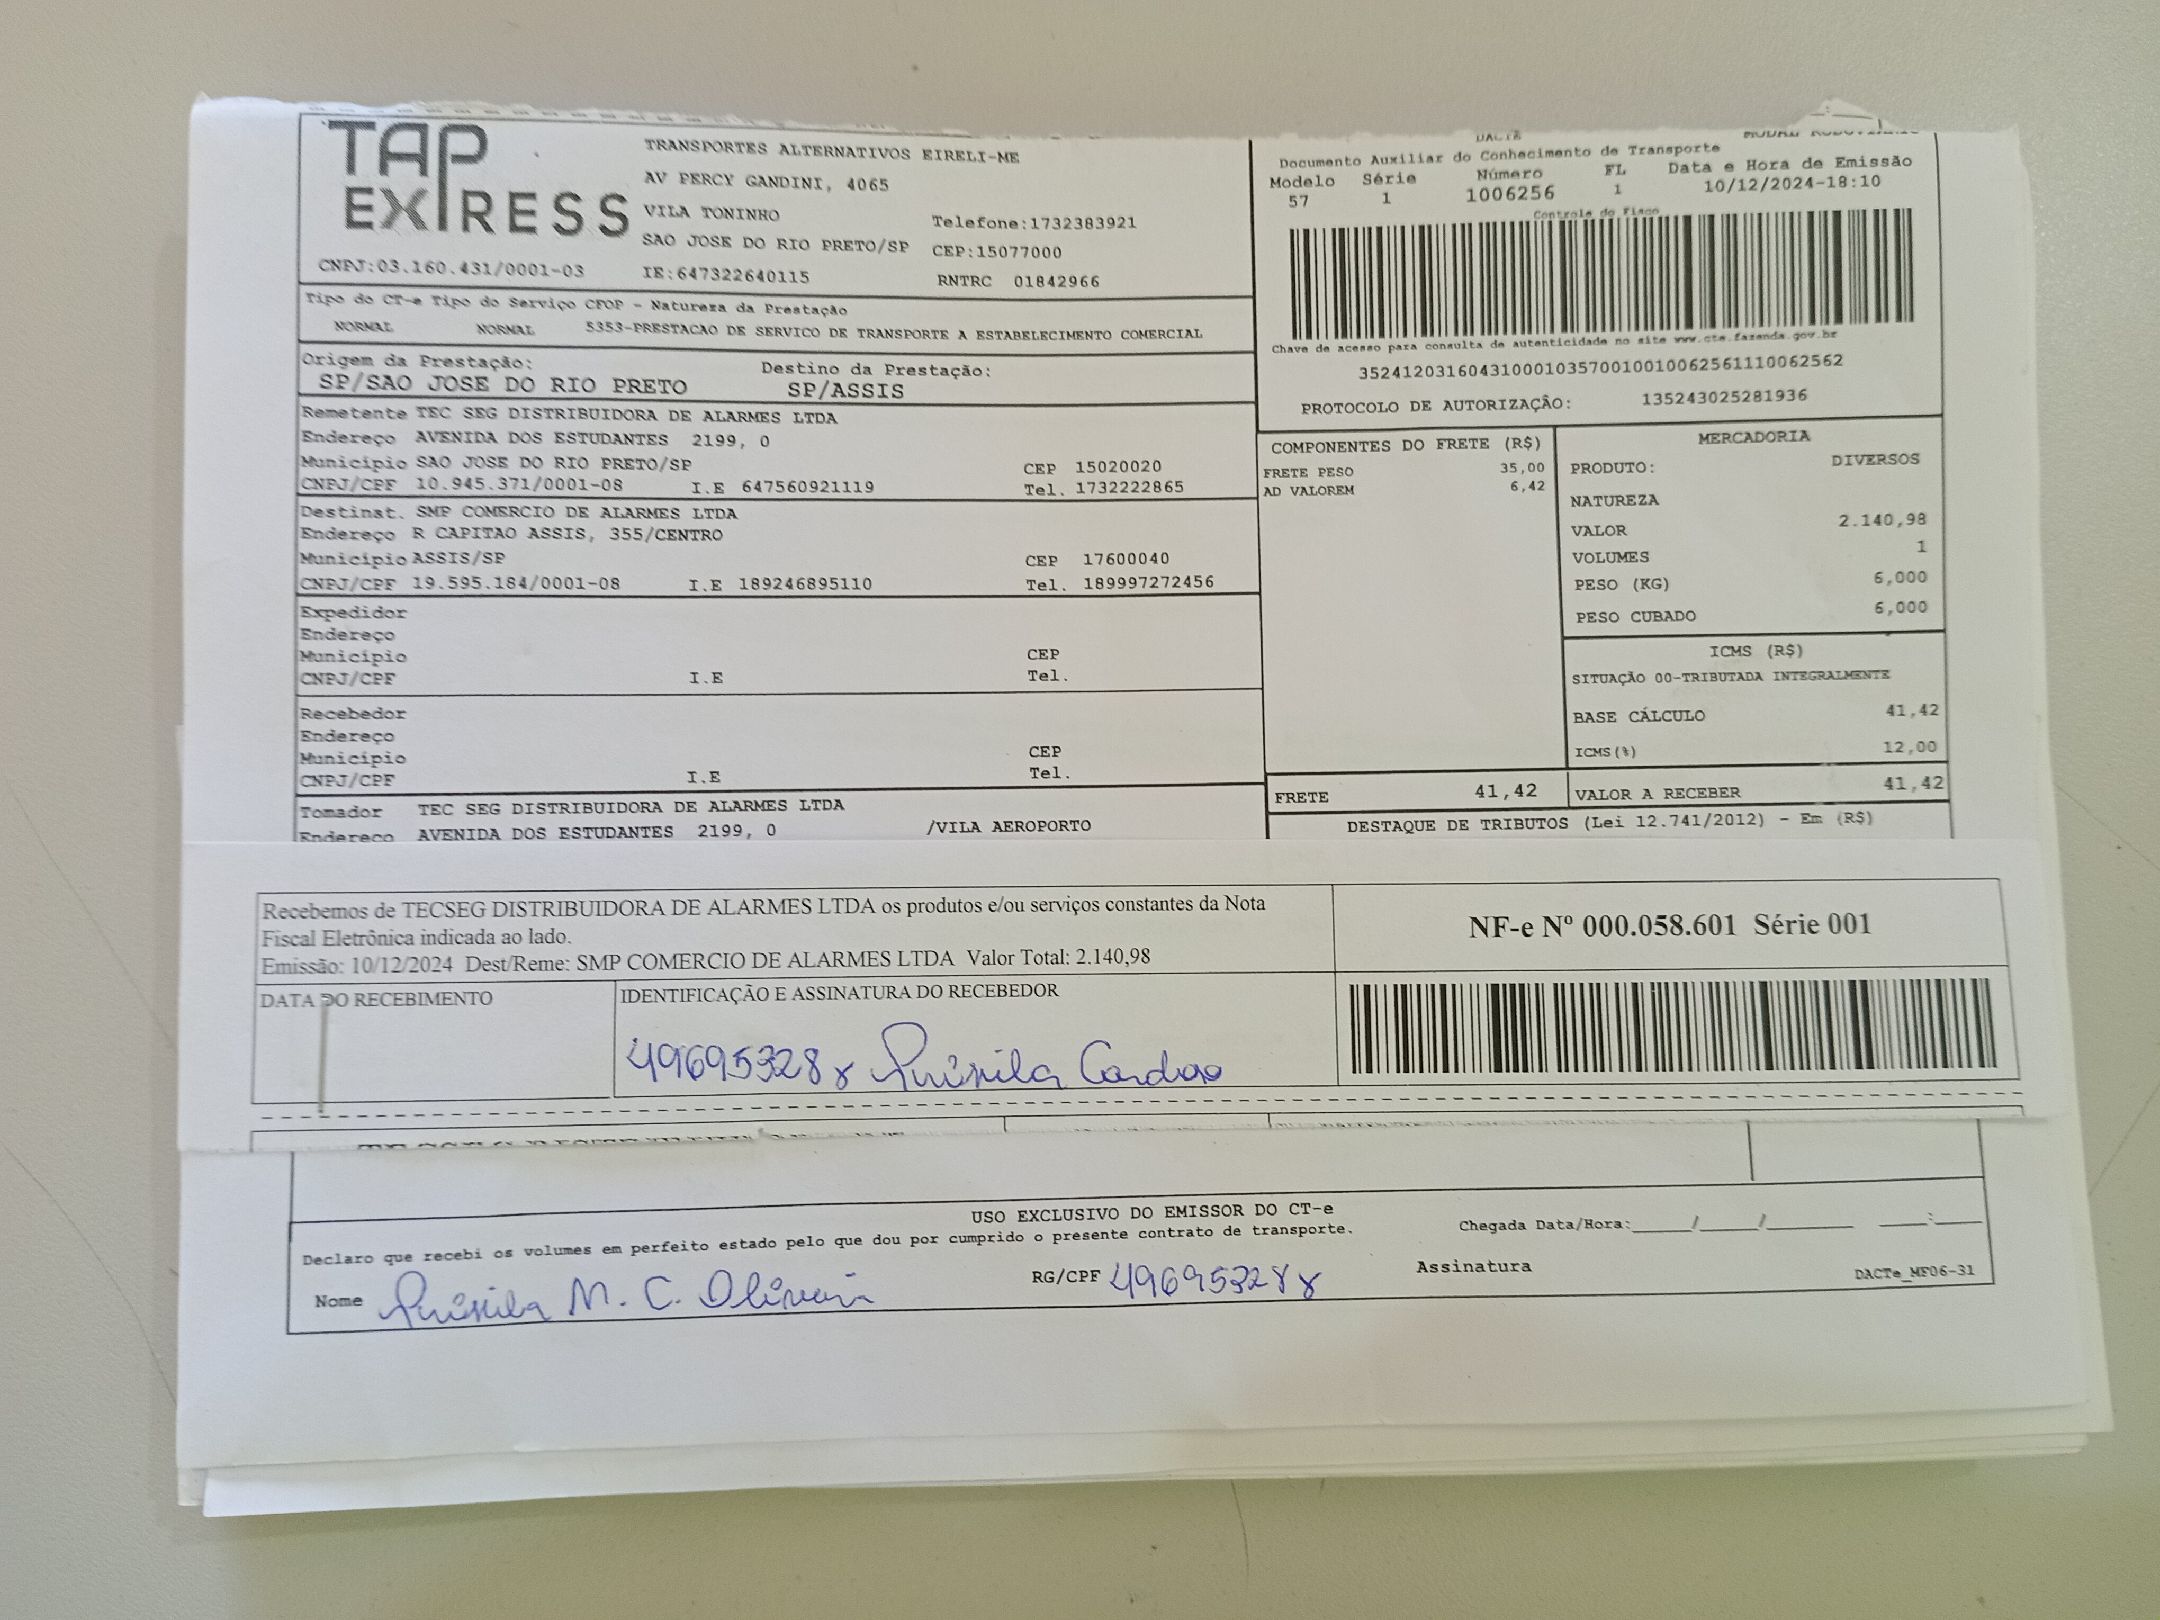 TAP EXPRESS
TRANSPORTES ALTERNATIVOS EIRELI-ME
AV PERCY GANDINI, 4065
VILA TONINHO
Telefone:1732383921
SAO JOSE DO RIO PRETO/SP CEP:15077000
CNPJ:03.160.431/0001-03 IE:647322640115 RNTRC 01842966
DACTE
Documento Auxiliar do Conhecimento de Transporte
Modelo Série Número FL Data e Hora de Emissão
57 1 1006256 1 10/12/2024-18:10
Controle do Fisco
Chave de acesso para consulta de autenticidade no site www.cte.fazenda.gov.br
35241203160431000103570010010062561110062562
PROTOCOLO DE AUTORIZAÇÃO: 135243025281936
Tipo do CT-e Tipo do Serviço CFOP - Natureza da Prestação
NORMAL NORMAL 5353-PRESTACAO DE SERVICO DE TRANSPORTE A ESTABELECIMENTO COMERCIAL
Origem da Prestação: Destino da Prestação:
SP/SAO JOSE DO RIO PRETO SP/ASSIS
Remetente TEC SEG DISTRIBUIDORA DE ALARMES LTDA
Endereço AVENIDA DOS ESTUDANTES 2199, 0
Município SAO JOSE DO RIO PRETO/SP CEP 15020020
CNPJ/CPF 10.945.371/0001-08 I.E 647560921119 Tel. 1732222865
Destinat. SMP COMERCIO DE ALARMES LTDA
Endereço R CAPITAO ASSIS, 355/CENTRO
Município ASSIS/SP CEP 17600040
CNPJ/CPF 19.595.184/0001-08 I.E 189246895110 Tel. 189997272456
Expedidor
Endereço
Município CEP
CNPJ/CPF I.E Tel.
Recebedor
Endereço
Município CEP
CNPJ/CPF I.E Tel.
Tomador TEC SEG DISTRIBUIDORA DE ALARMES LTDA
Endereço AVENIDA DOS ESTUDANTES 2199, 0 /VILA AEROPORTO
COMPONENTES DO FRETE (R$)
FRETE PESO 35,00
AD VALOREM 6,42
MERCADORIA
PRODUTO: DIVERSOS
NATUREZA
VALOR 2.140,98
VOLUMES 1
PESO (KG) 6,000
PESO CUBADO 6,000
ICMS (R$)
SITUAÇÃO 00-TRIBUTADA INTEGRALMENTE
BASE CÁLCULO 41,42
ICMS(%) 12,00
FRETE 41,42 VALOR A RECEBER 41,42
DESTAQUE DE TRIBUTOS (Lei 12.741/2012) - Em (R$)
Recebemos de TECSEG DISTRIBUIDORA DE ALARMES LTDA os produtos e/ou serviços constantes da Nota
Fiscal Eletrônica indicada ao lado.
Emissão: 10/12/2024 Dest/Reme: SMP COMERCIO DE ALARMES LTDA Valor Total: 2.140,98
NF-e Nº 000.058.601 Série 001
DATA DO RECEBIMENTO IDENTIFICAÇÃO E ASSINATURA DO RECEBEDOR
49695328 8 Priscila Cardoso
USO EXCLUSIVO DO EMISSOR DO CT-e
Declaro que recebi os volumes em perfeito estado pelo que dou por cumprido o presente contrato de transporte. Chegada Data/Hora:____/____/______ ___:___
Nome Priscila M. C. Oliveira RG/CPF 496953288 Assinatura DACTe_MF06-31